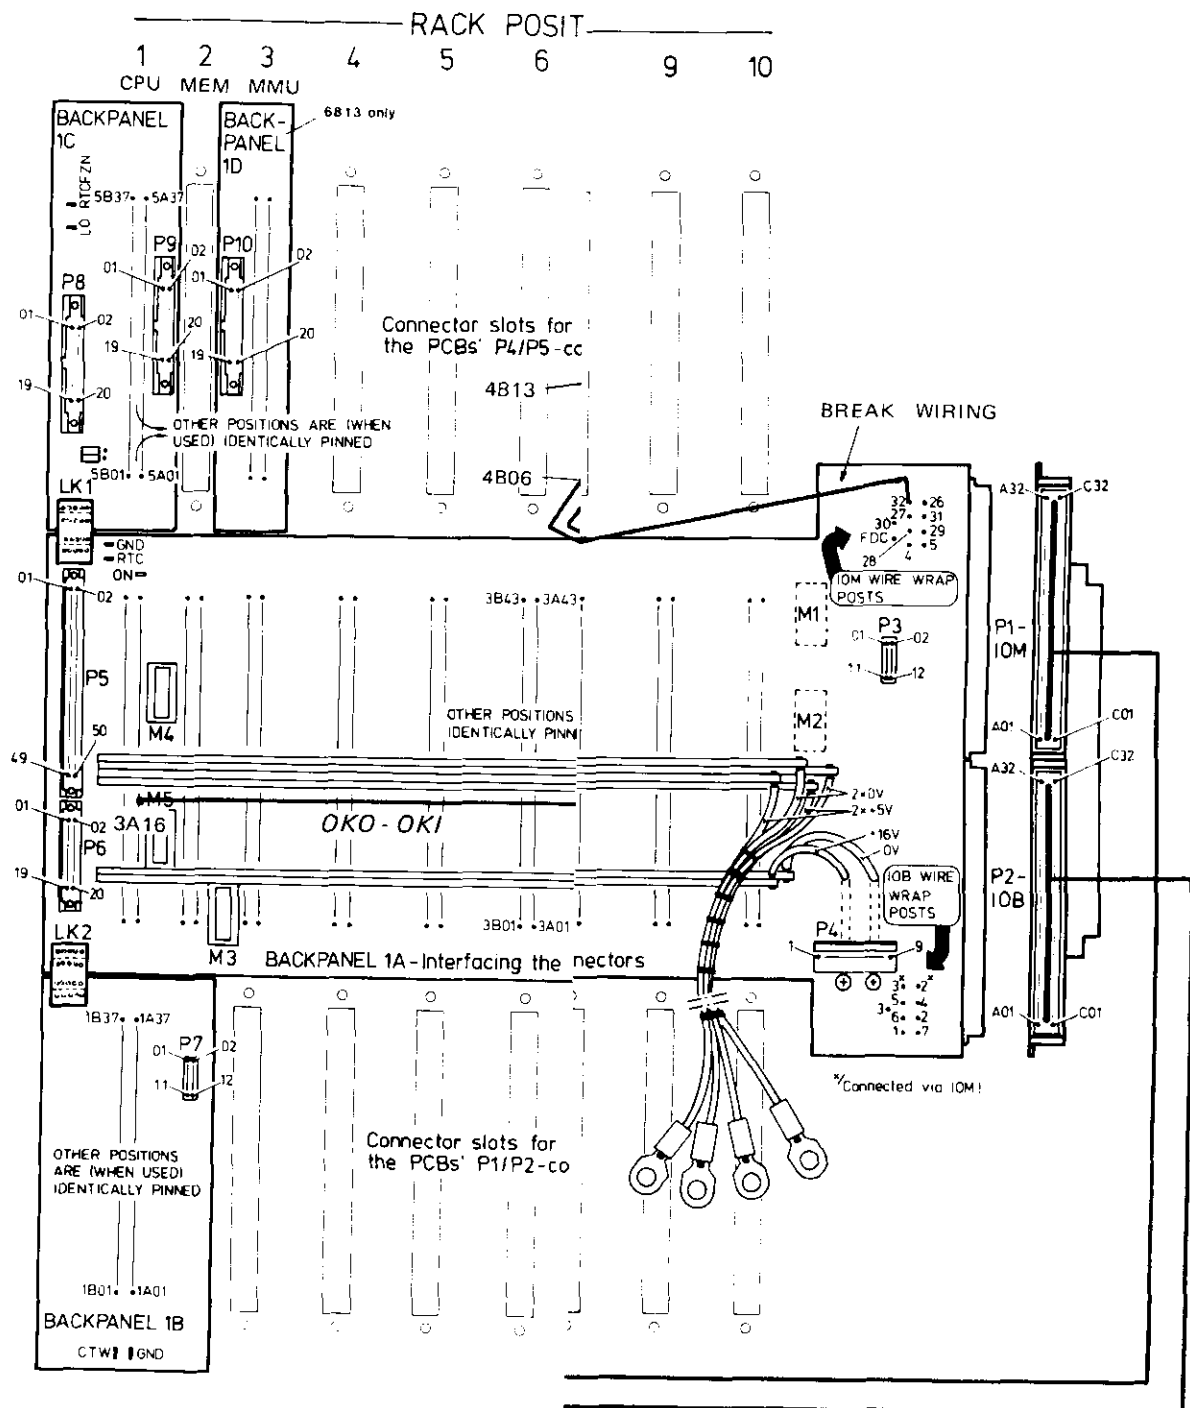 RACK POSIT
1 2 3 4 5 6 9 10
CPU MEM MMU
BACKPANEL
1C
BACK-
PANEL
1D
6813 only
LO RTCFZN
5B37 5A37
P9 02
01
P10 02
01
P8
01 02
19 20
19 20
19 20
Connector slots for
the PCBs' P4/P5-co
4B13
OTHER POSITIONS ARE (WHEN
USED) IDENTICALLY PINNED
5B01 5A01
4B06
BREAK WIRING
LK1
GND
RTC
ON
01 02
32 26
27 31
30 29
FDC
28 4 5
IOM WIRE WRAP
POSTS
A32 C32
3B43 3A43
M1
P3
01 02
11 12
P1-
IOM
P5
M4
OTHER POSITIONS
IDENTICALLY PINN
M2
A01 C01
49 50
01 02
M5
3A16
OKO-OKI
P6
2×0V
2×+5V
+16V
0V
A32 C32
19 20
IOB WIRE
WRAP
POSTS
P2-
IOB
3B01 3A01
P4
1 9
LK2
M3
BACKPANEL 1A-Interfacing the nectors
3 x 2 x
5 4
3
6 2
1 7
A01 C01
1B37 1A37
P7
01 02
11 12
x/Connected via IOM!
OTHER POSITIONS
ARE (WHEN USED)
IDENTICALLY PINNED
Connector slots for
the PCBs' P1/P2-co
1B01 1A01
BACKPANEL 1B
CTW GND